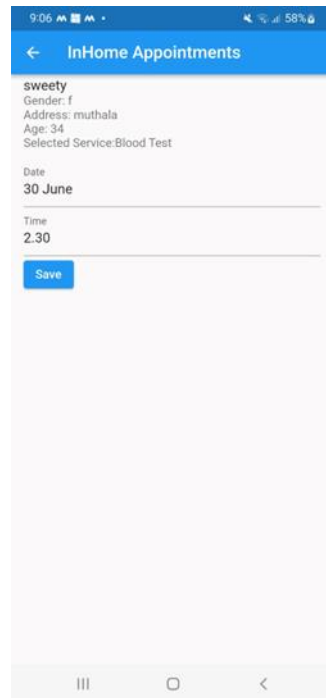 9:06 58%
InHome Appointments
sweety
Gender: f
Address: muthala
Age: 34
Selected Service:Blood Test
Date
30 June
Time
2.30
Save